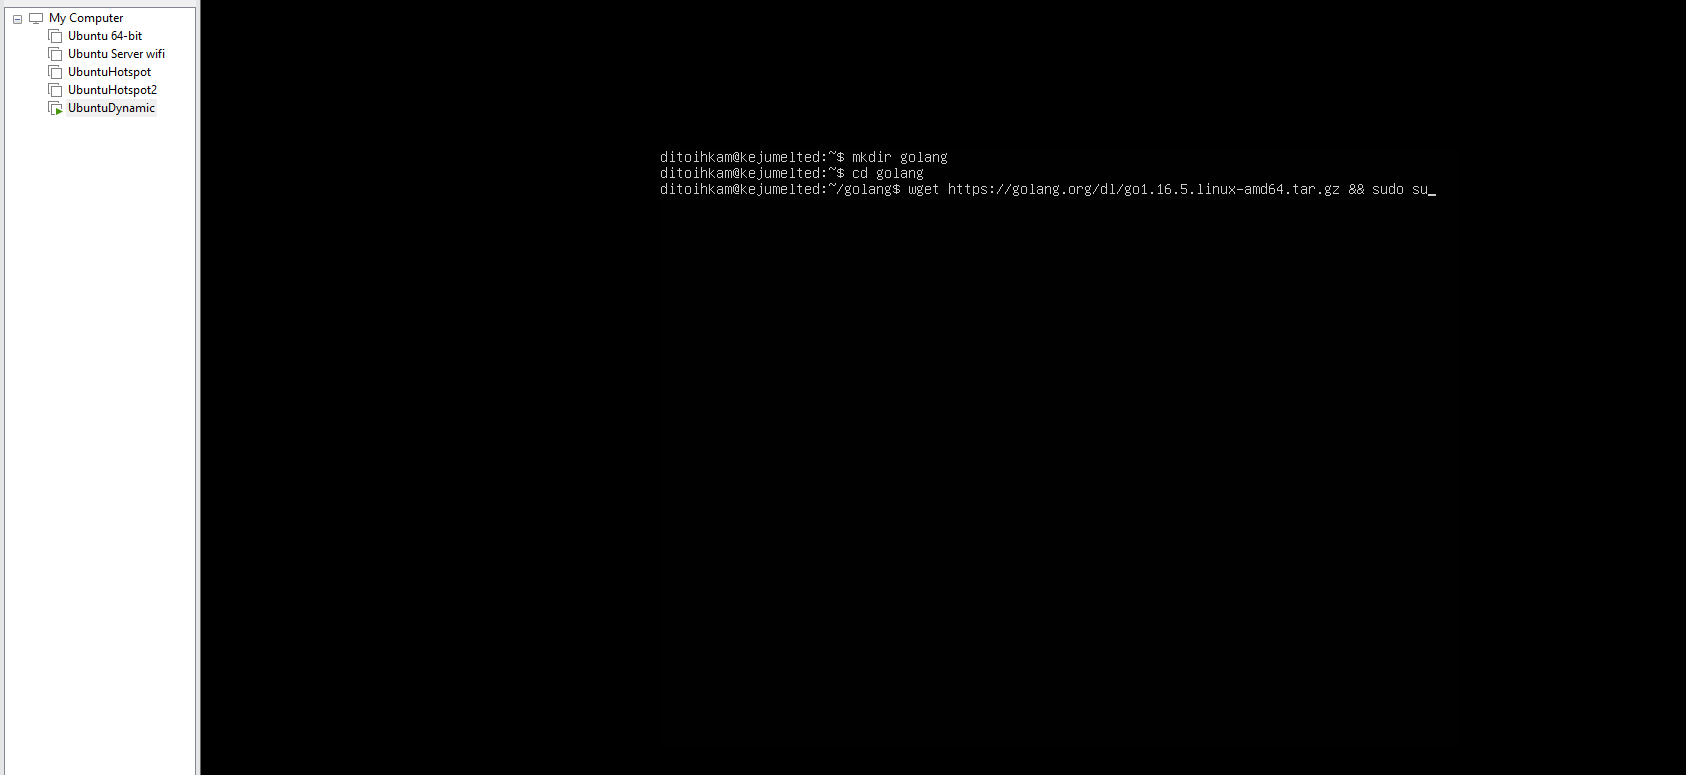 My Computer
Ubuntu 64-bit
Ubuntu Server wifi
UbuntuHotspot
UbuntuHotspot2
UbuntuDynamic
ditoihkam@kejumelted:~$ mkdir golang
ditoihkam@kejumelted:~$ cd golang
ditoihkam@kejumelted:~/golang$ wget https://golang.org/dl/go1.16.5.linux-amd64.tar.gz && sudo su_